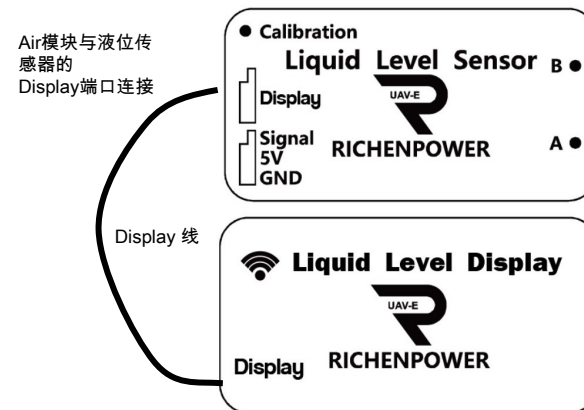 Air模块与液位传
感器的
Display端口连接
Calibration
Liquid Level Sensor
B
Display
UAV-E
Signal
5V
GND
RICHENPOWER
A
Display 线
Liquid Level Display
UAV-E
Display
RICHENPOWER